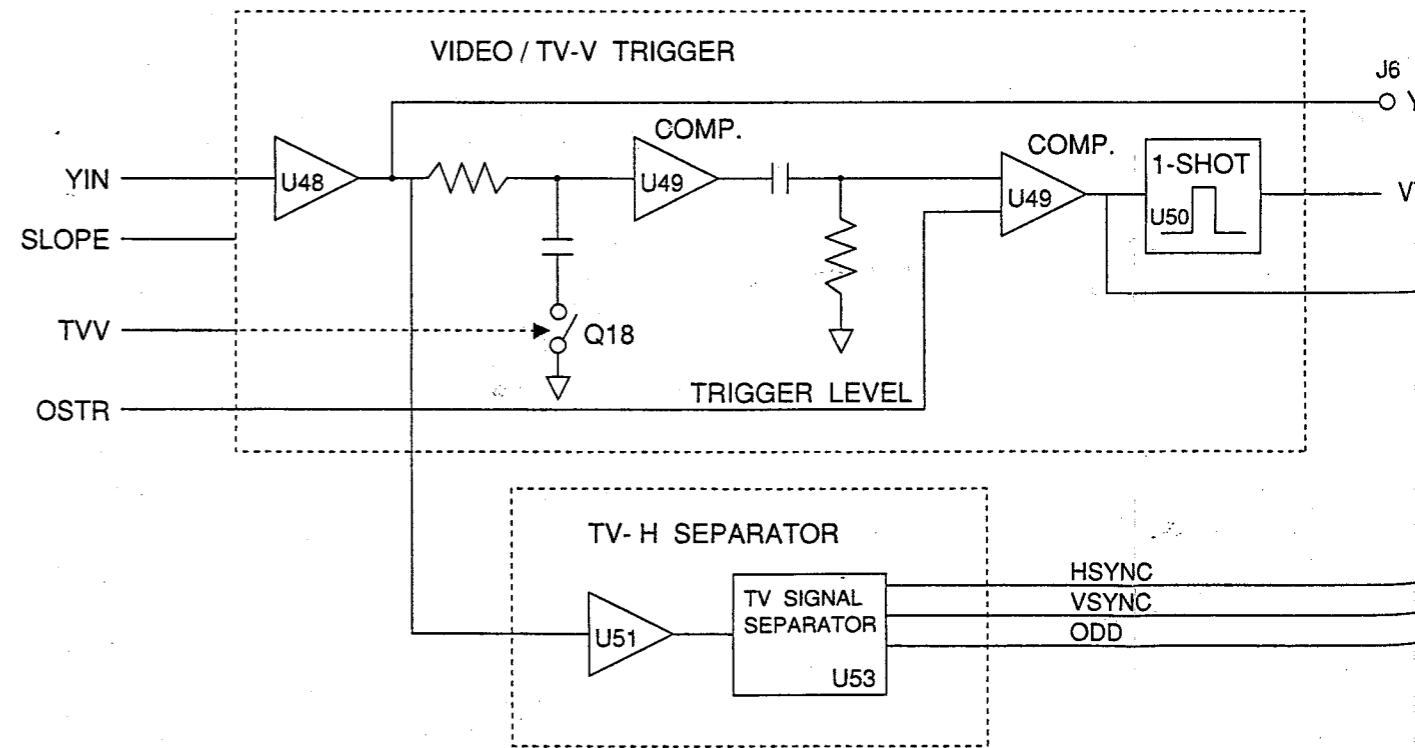 VIDEO / TV-V TRIGGER
J6
Y
COMP.
COMP.
1-SHOT
YIN
U48
U49
U49
U50
V
SLOPE
TVV
Q18
TRIGGER LEVEL
OSTR
TV- H SEPARATOR
HSYNC
TV SIGNAL
SEPARATOR
VSYNC
U51
ODD
U53